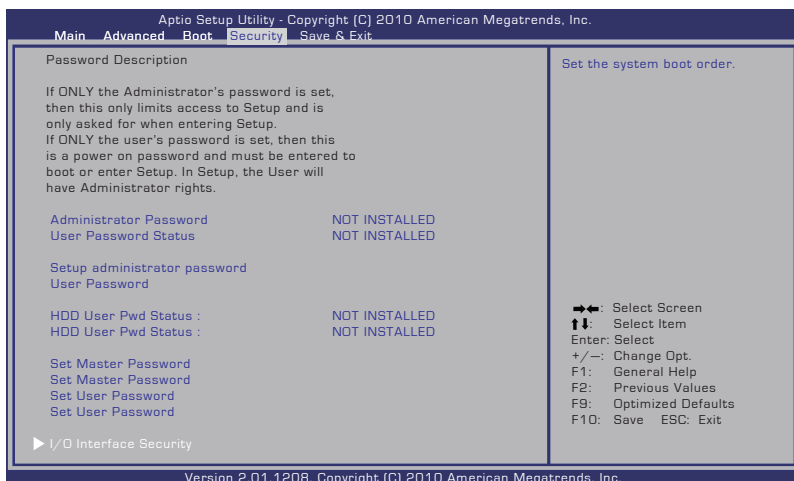 Aptio Setup Utility - Copyright (C) 2010 American Megatrends, Inc.
Main Advanced Boot Security Save & Exit
Password Description
If ONLY the Administrator's password is set,
then this only limits access to Setup and is
only asked for when entering Setup.
If ONLY the user's password is set, then this
is a power on password and must be entered to
boot or enter Setup. In Setup, the User will
have Administrator rights.
Administrator Password NOT INSTALLED
User Password Status NOT INSTALLED
Setup administrator password
User Password
HDD User Pwd Status : NOT INSTALLED
HDD User Pwd Status : NOT INSTALLED
Set Master Password
Set Master Password
Set User Password
Set User Password
I/O Interface Security
Set the system boot order.
→←: Select Screen
↑↓: Select Item
Enter: Select
+/—: Change Opt.
F1: General Help
F2: Previous Values
F9: Optimized Defaults
F10: Save ESC: Exit
Version 2.01.1208. Copyright (C) 2010 American Megatrends, Inc.